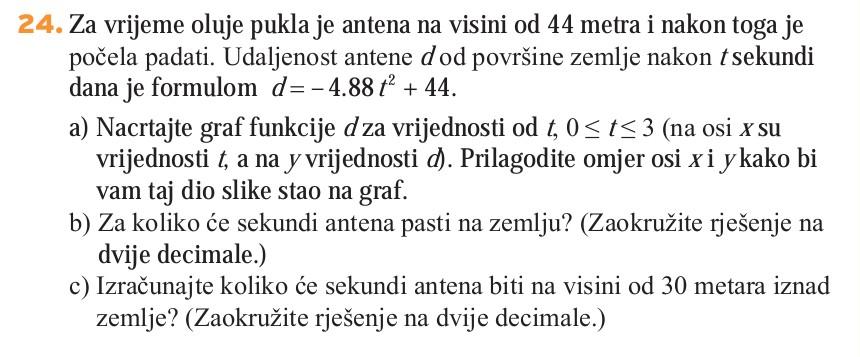 24. Za vrijeme oluje pukla je antena na visini od 44 metra i nakon toga je
počela padati. Udaljenost antene d od površine zemlje nakon t sekundi
dana je formulom d = – 4.88 t² + 44.
a) Nacrtajte graf funkcije d za vrijednosti od t, 0 ≤ t ≤ 3 (na osi x su
vrijednosti t, a na y vrijednosti d). Prilagodite omjer osi x i y kako bi
vam taj dio slike stao na graf.
b) Za koliko će sekundi antena pasti na zemlju? (Zaokružite rješenje na
dvije decimale.)
c) Izračunajte koliko će sekundi antena biti na visini od 30 metara iznad
zemlje? (Zaokružite rješenje na dvije decimale.)